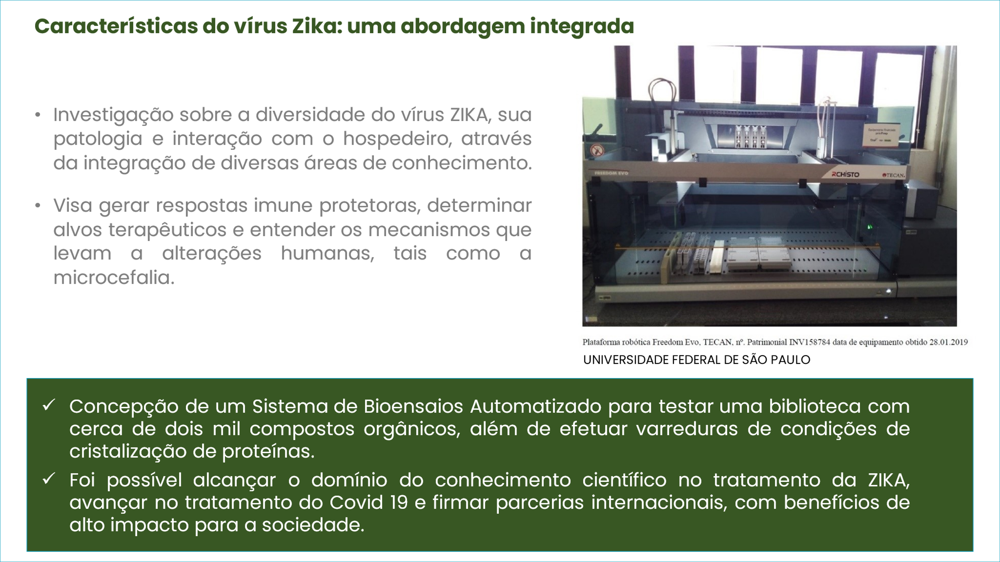 Características do vírus Zika: uma abordagem integrada
• Investigação sobre a diversidade do vírus ZIKA, sua
patologia e interação com o hospedeiro, através
da integração de diversas áreas de conhecimento.
• Visa gerar respostas imune protetoras, determinar
alvos terapêuticos e entender os mecanismos que
levam a alterações humanas, tais como a
microcefalia.
Equipamento financiado
pela Finep
FREEDOM EVO
RCHiSTO
TECAN.
Plataforma robótica Freedom Evo, TECAN, nº. Patrimonial INV158784 data de equipamento obtido 28.01.2019
UNIVERSIDADE FEDERAL DE SÃO PAULO
✓ Concepção de um Sistema de Bioensaios Automatizado para testar uma biblioteca com
cerca de dois mil compostos orgânicos, além de efetuar varreduras de condições de
cristalização de proteínas.
✓ Foi possível alcançar o domínio do conhecimento científico no tratamento da ZIKA,
avançar no tratamento do Covid 19 e firmar parcerias internacionais, com benefícios de
alto impacto para a sociedade.